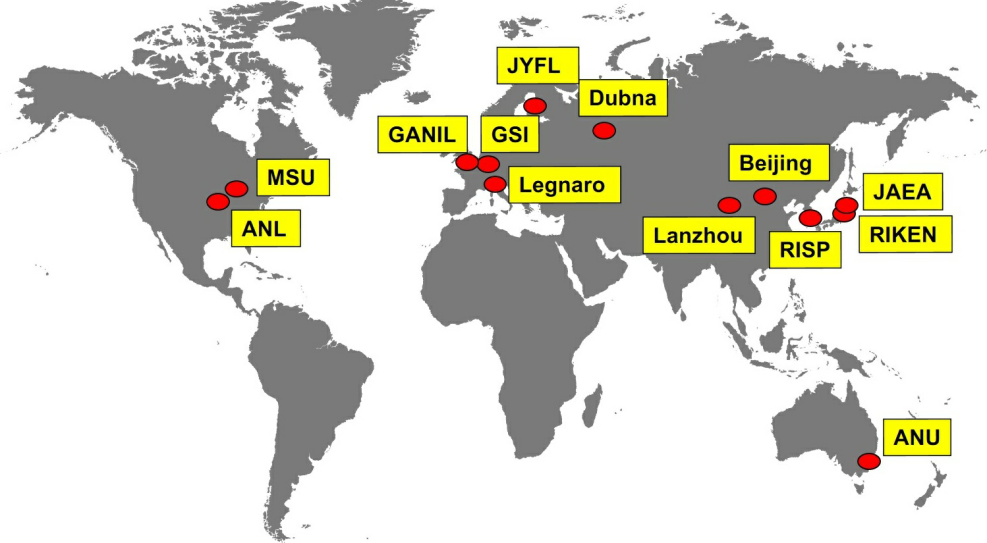 JYFL
Dubna
GANIL
GSI
Beijing
MSU
Legnaro
JAEA
ANL
Lanzhou
RISP
RIKEN
ANU